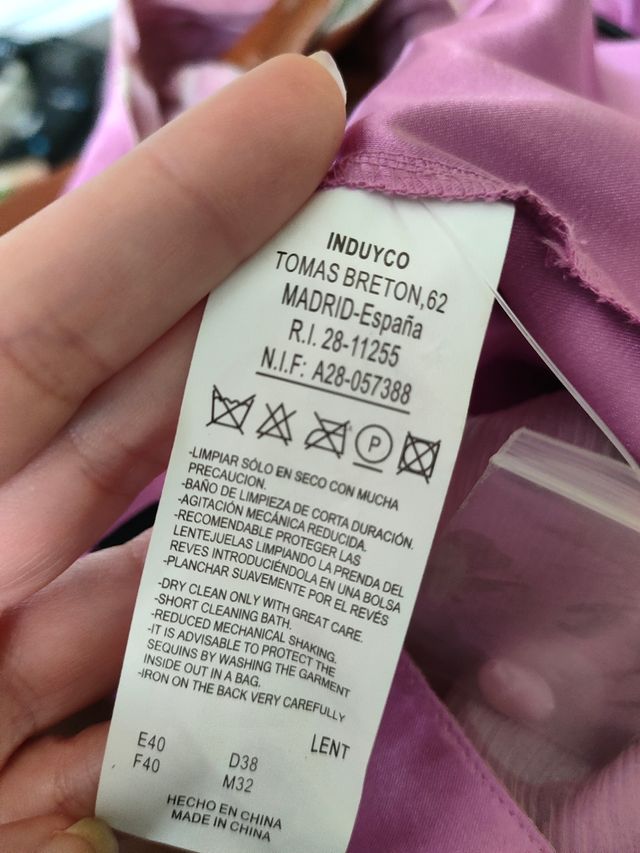 INDUYCO
TOMAS BRETON,62
MADRID-España
R.I. 28-11255
N.I.F: A28-057388
P
-LIMPIAR SÓLO EN SECO CON MUCHA
PRECAUCION.
-BAÑO DE LIMPIEZA DE CORTA DURACIÓN.
-AGITACIÓN MECÁNICA REDUCIDA.
-RECOMENDABLE PROTEGER LAS
LENTEJUELAS LIMPIANDO LA PRENDA DEL
REVES INTRODUCIÉNDOLA EN UNA BOLSA
-PLANCHAR SUAVEMENTE POR EL REVÉS
-DRY CLEAN ONLY WITH GREAT CARE.
-SHORT CLEANING BATH.
-REDUCED MECHANICAL SHAKING.
-IT IS ADVISABLE TO PROTECT THE
SEQUINS BY WASHING THE GARMENT
INSIDE OUT IN A BAG.
-IRON ON THE BACK VERY CAREFULLY
LENT
E40 D38
F40 M32
HECHO EN CHINA
MADE IN CHINA